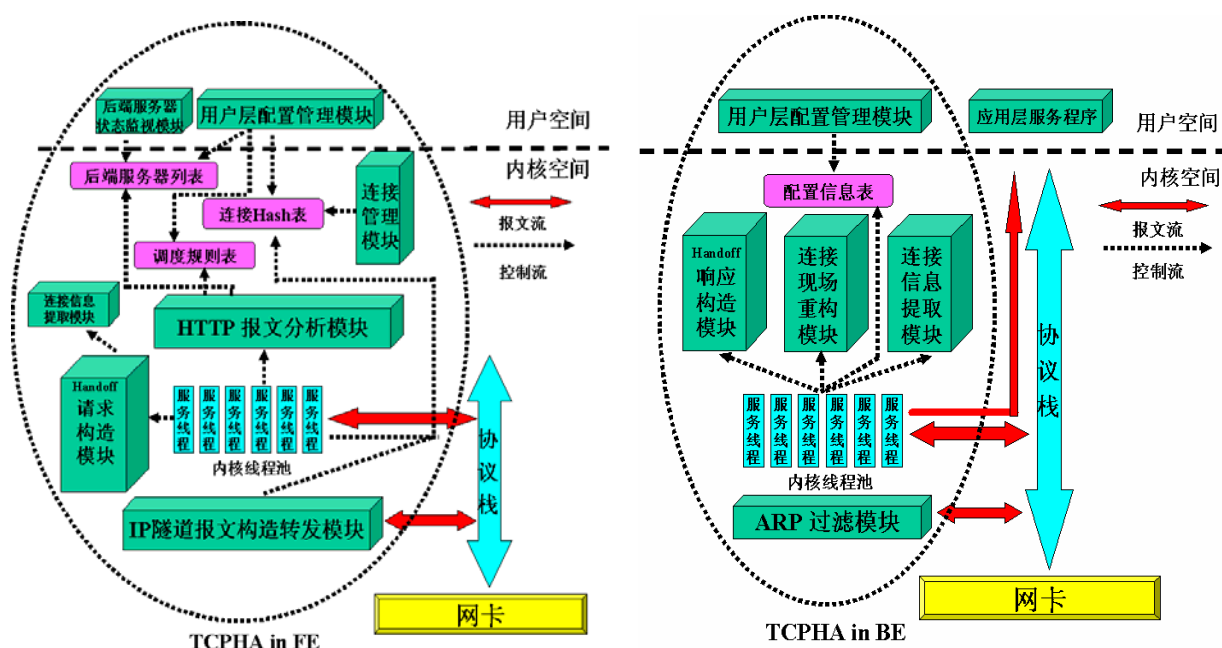 后端服务器
状态监视模块
用户层配置管理模块
用户空间
内核空间
后端服务器列表
连接Hash表
连接
管理
模块
调度规则表
报文流
控制流
连接信息
提取模块
HTTP 报文分析模块
Handoff
请求
构造
模块
服务线程
服务线程
服务线程
服务线程
服务线程
服务线程
内核线程池
协议栈
IP隧道报文构造转发模块
网卡
TCPHA in FE
用户层配置管理模块
应用层服务程序
用户空间
内核空间
配置信息表
报文流
控制流
Handoff
响应
构造
模块
连接
现场
重构
模块
连接
信息
提取
模块
协议栈
服务线程
服务线程
服务线程
服务线程
服务线程
服务线程
内核线程池
ARP 过滤模块
网卡
TCPHA in BE